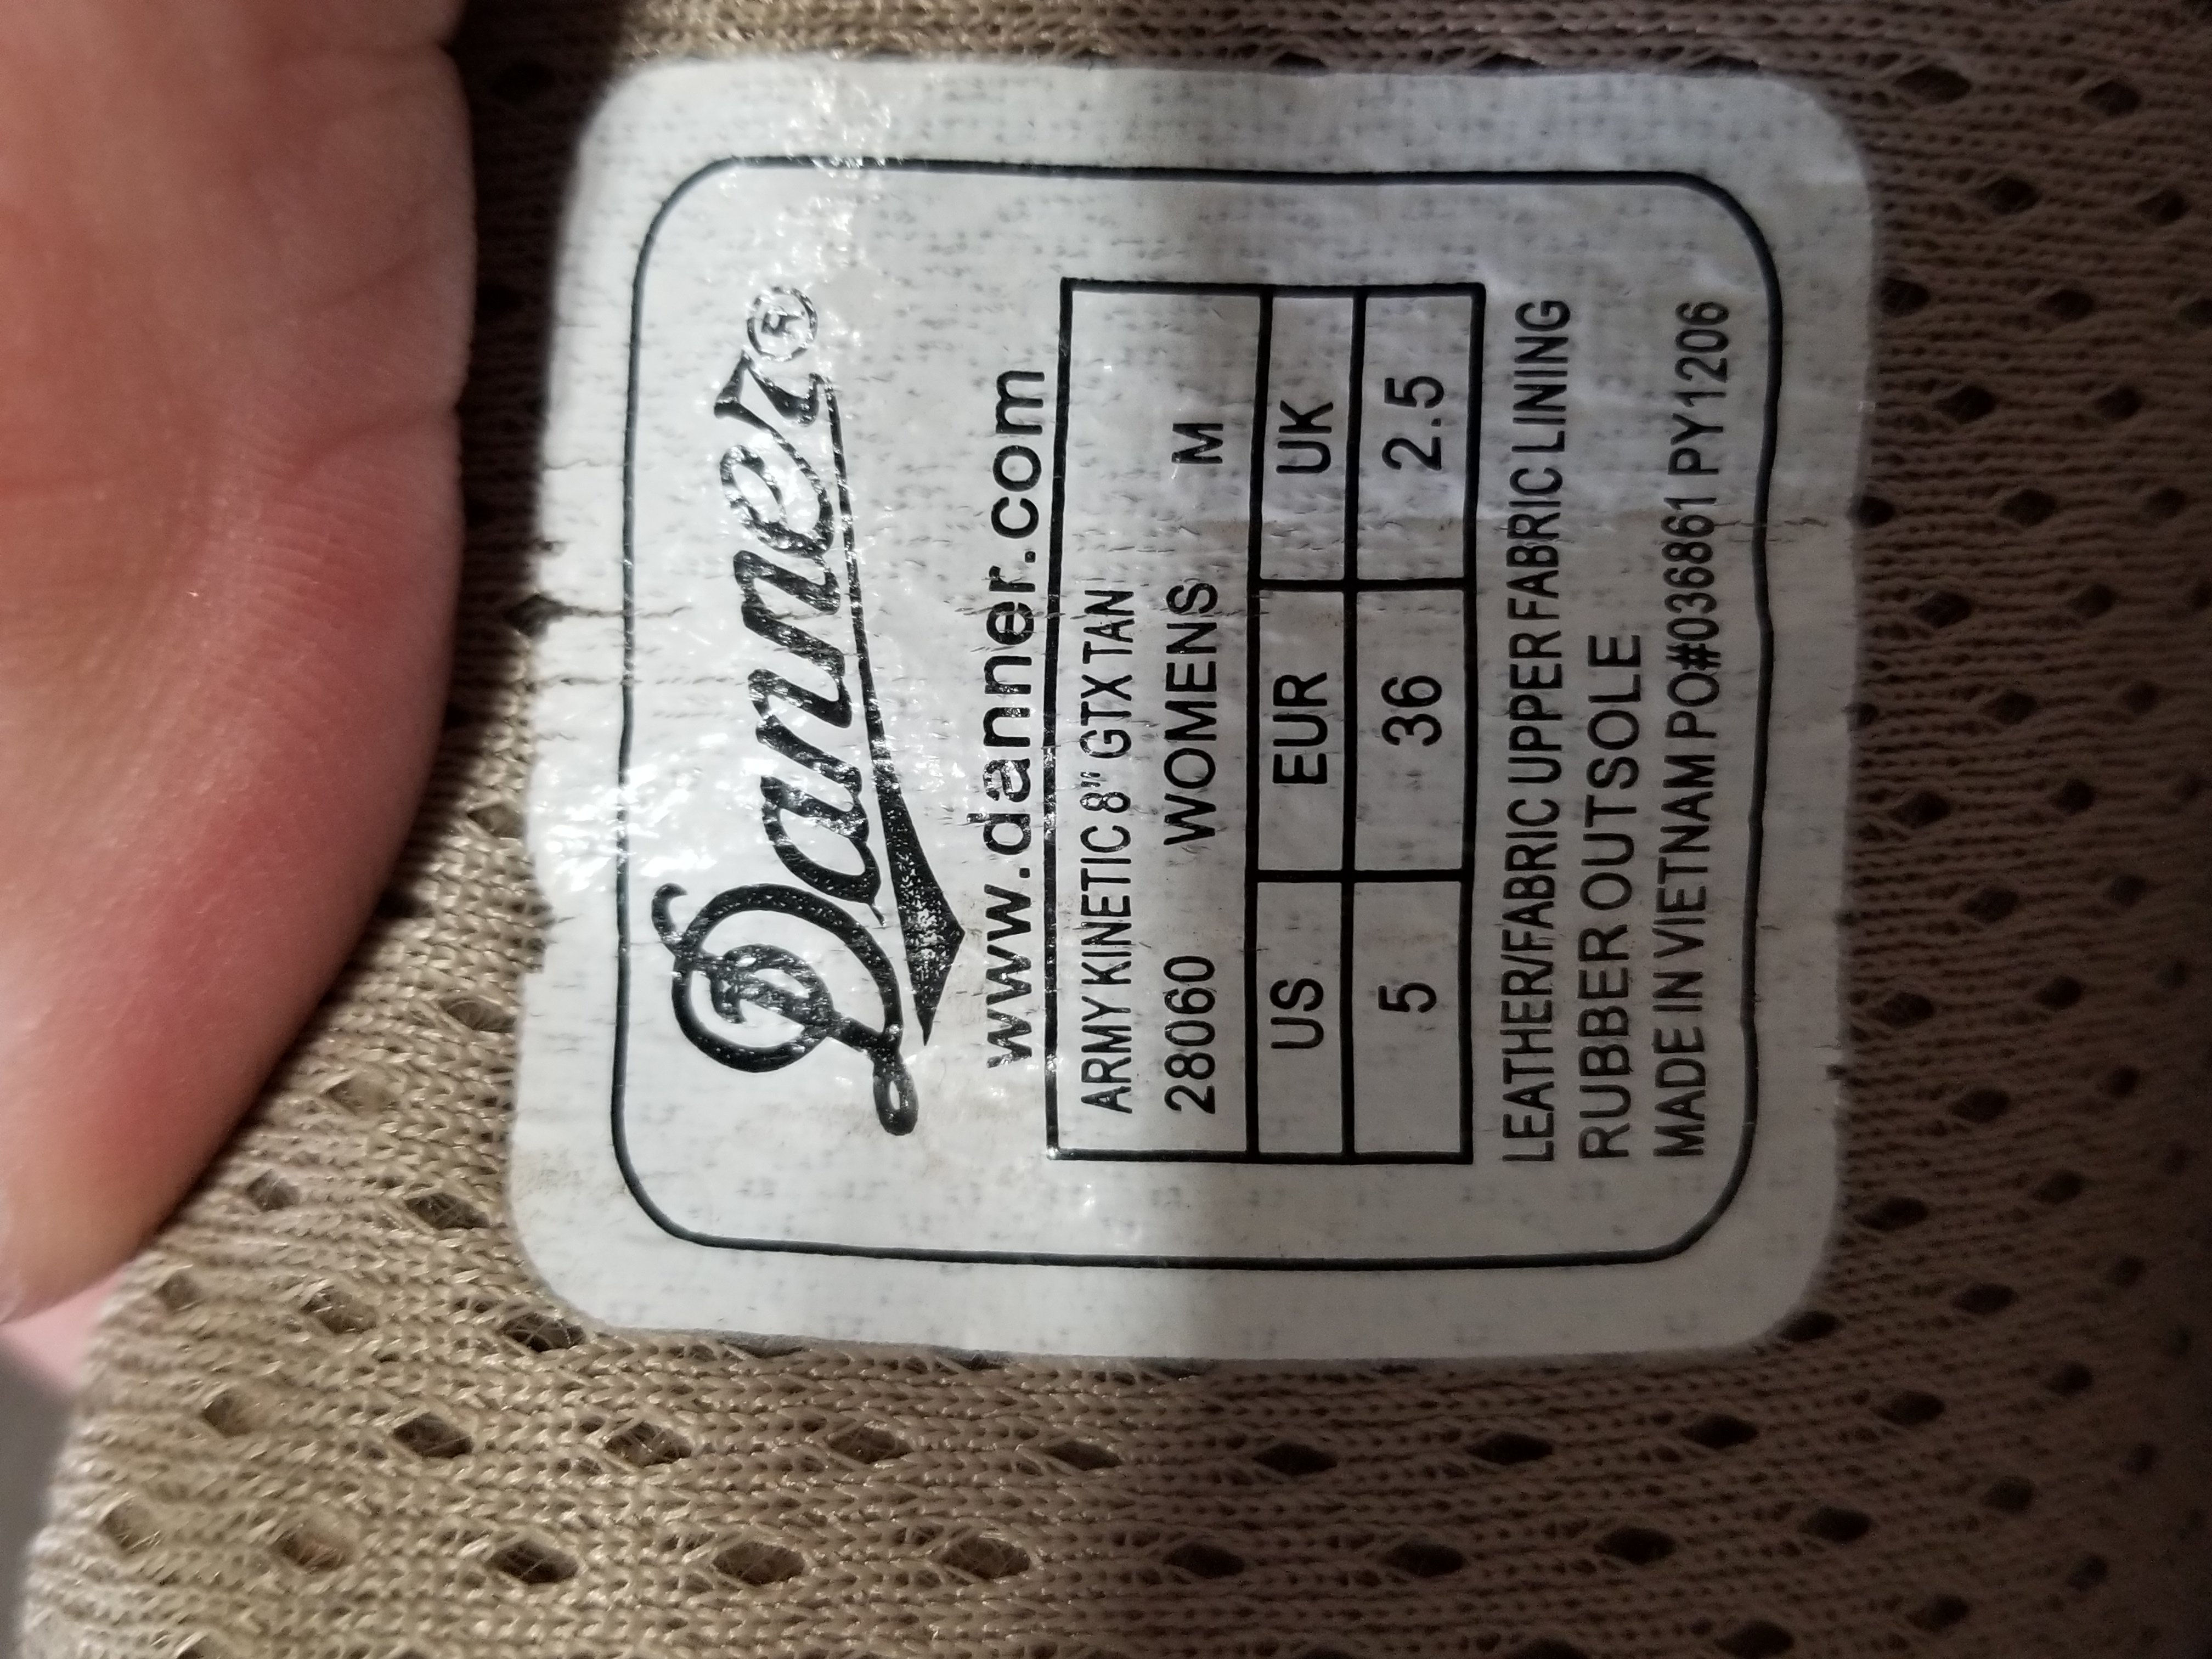 Danner®
www.danner.com
ARMY KINETIC 8" GTX TAN
28060 WOMENS M
US EUR UK
5 36 2.5
LEATHER/FABRIC UPPER FABRIC LINING
RUBBER OUTSOLE
MADE IN VIETNAM PO#036861 PY1206